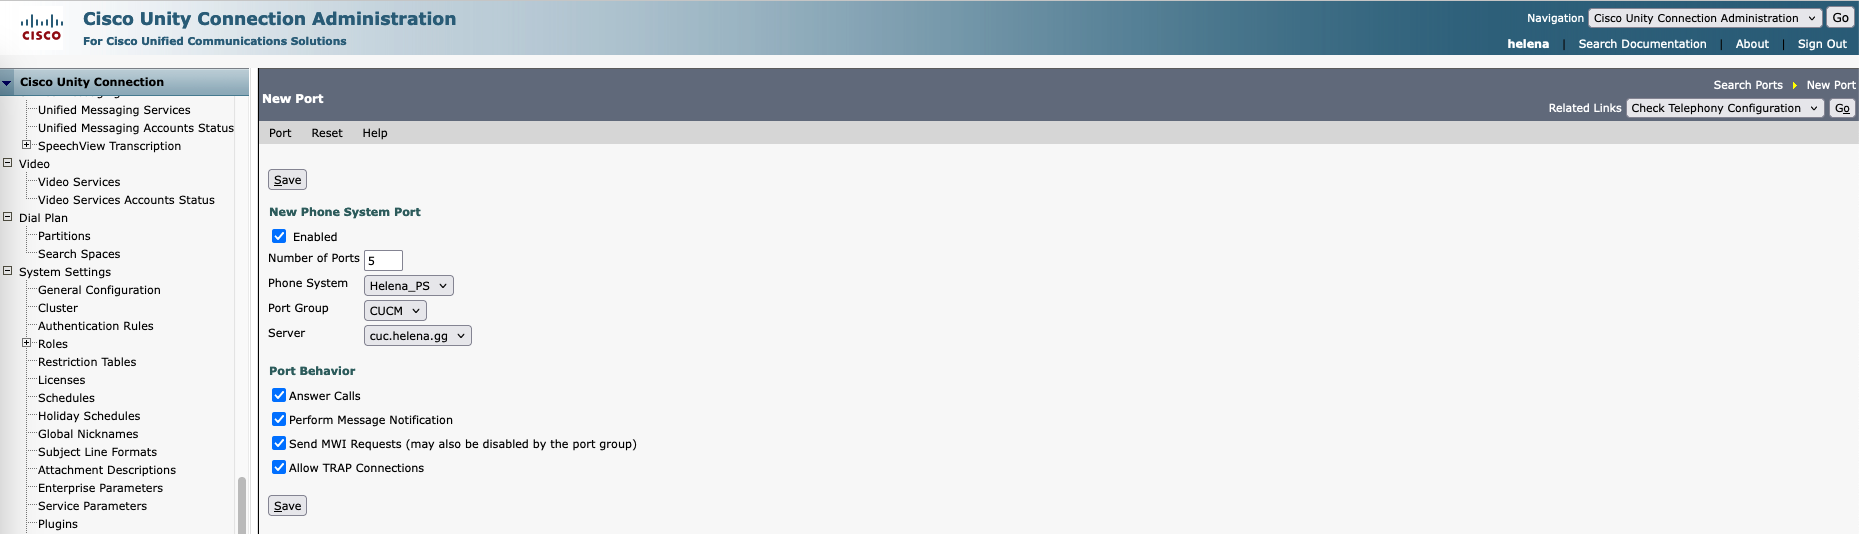 CISCO
Cisco Unity Connection Administration
For Cisco Unified Communications Solutions
Navigation Cisco Unity Connection Administration Go
helena | Search Documentation | About | Sign Out
Cisco Unity Connection
Unified Messaging Services
Unified Messaging Accounts Status
SpeechView Transcription
Video
Video Services
Video Services Accounts Status
Dial Plan
Partitions
Search Spaces
System Settings
General Configuration
Cluster
Authentication Rules
Roles
Restriction Tables
Licenses
Schedules
Holiday Schedules
Global Nicknames
Subject Line Formats
Attachment Descriptions
Enterprise Parameters
Service Parameters
Plugins
New Port
Search Ports New Port
Related Links Check Telephony Configuration Go
Port Reset Help
Save
New Phone System Port
Enabled
Number of Ports 5
Phone System Helena_PS
Port Group CUCM
Server cuc.helena.gg
Port Behavior
Answer Calls
Perform Message Notification
Send MWI Requests (may also be disabled by the port group)
Allow TRAP Connections
Save